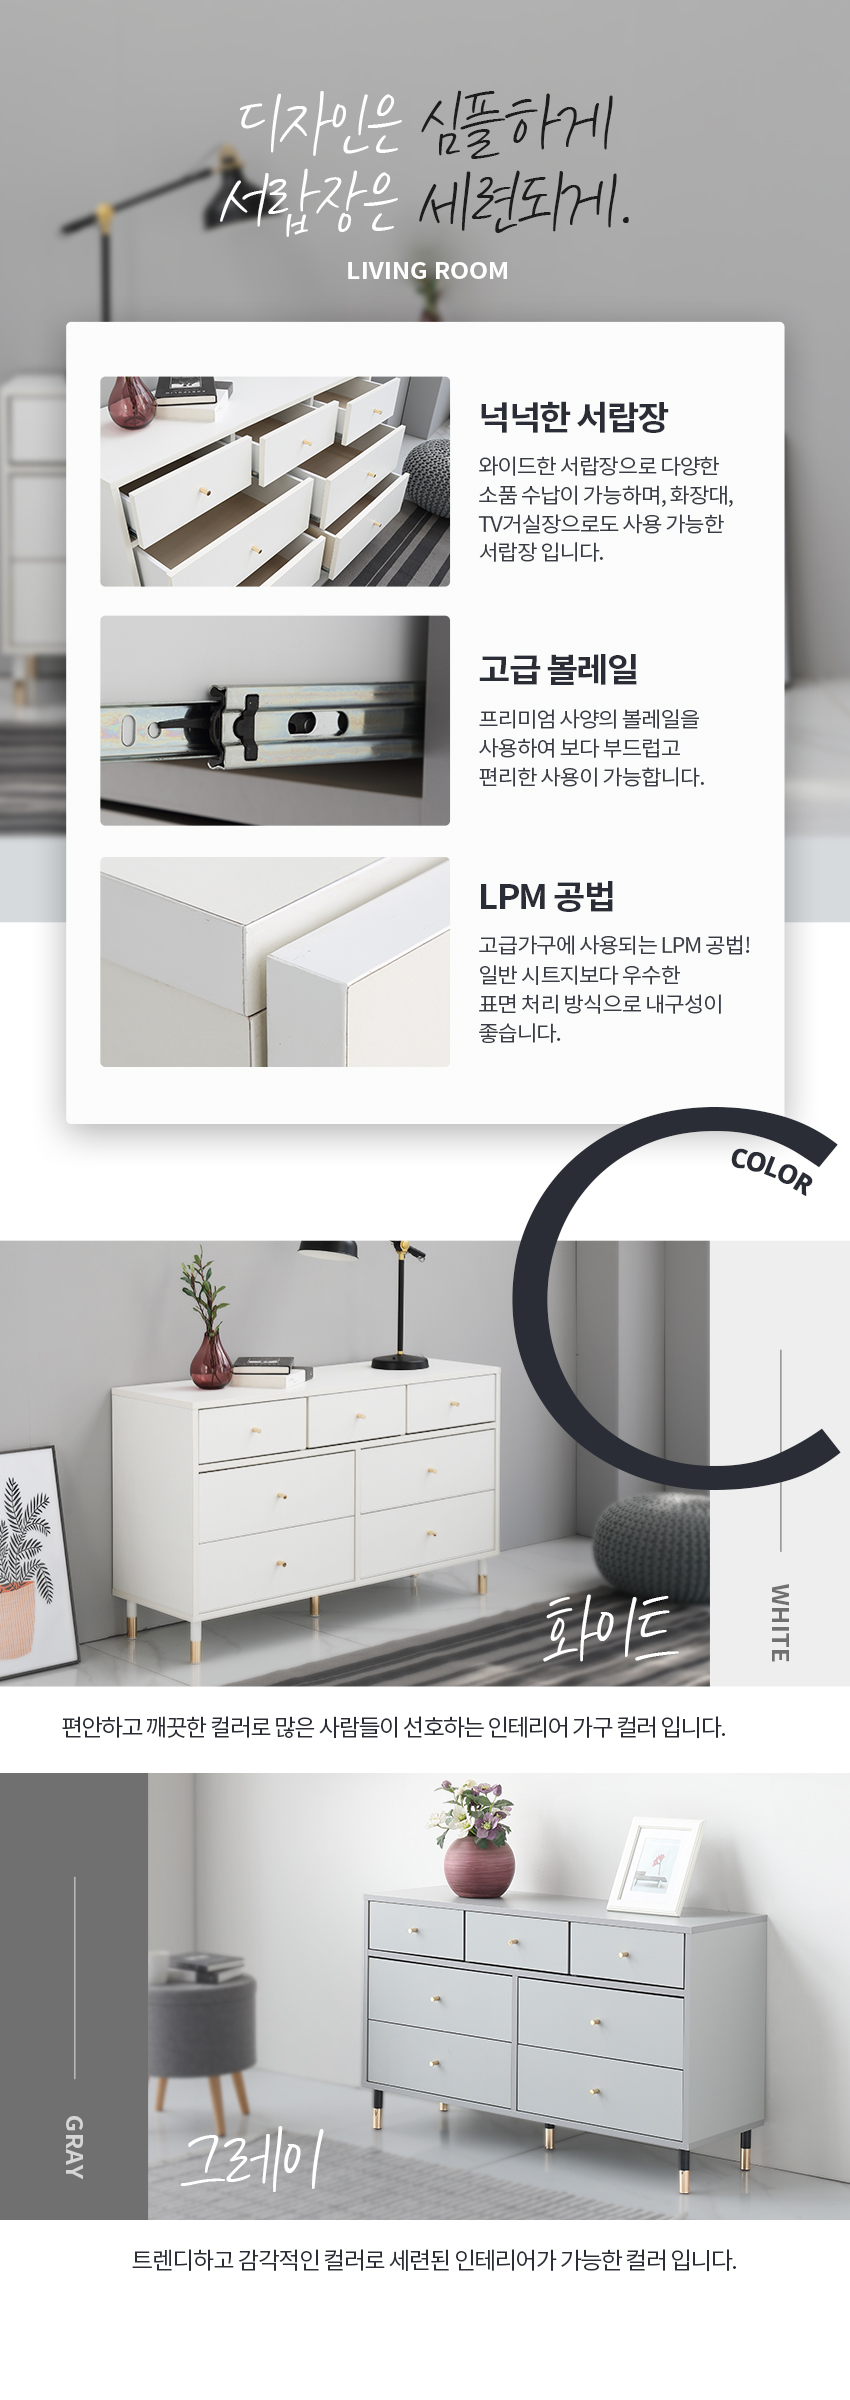 디자인은 심플하게
서랍장은 세련되게.
LIVING ROOM
넉넉한 서랍장
와이드한 서랍장으로 다양한
소품 수납이 가능하며, 화장대,
TV거실장으로도 사용 가능한
서랍장 입니다.
고급 볼레일
프리미엄 사양의 볼레일을
사용하여 보다 부드럽고
편리한 사용이 가능합니다.
LPM 공법
고급가구에 사용되는 LPM 공법!
일반 시트지보다 우수한
표면 처리 방식으로 내구성이
좋습니다.
COLOR
WHITE
화이트
편안하고 깨끗한 컬러로 많은 사람들이 선호하는 인테리어 가구 컬러 입니다.
GRAY
그레이
트렌디하고 감각적인 컬러로 세련된 인테리어가 가능한 컬러 입니다.